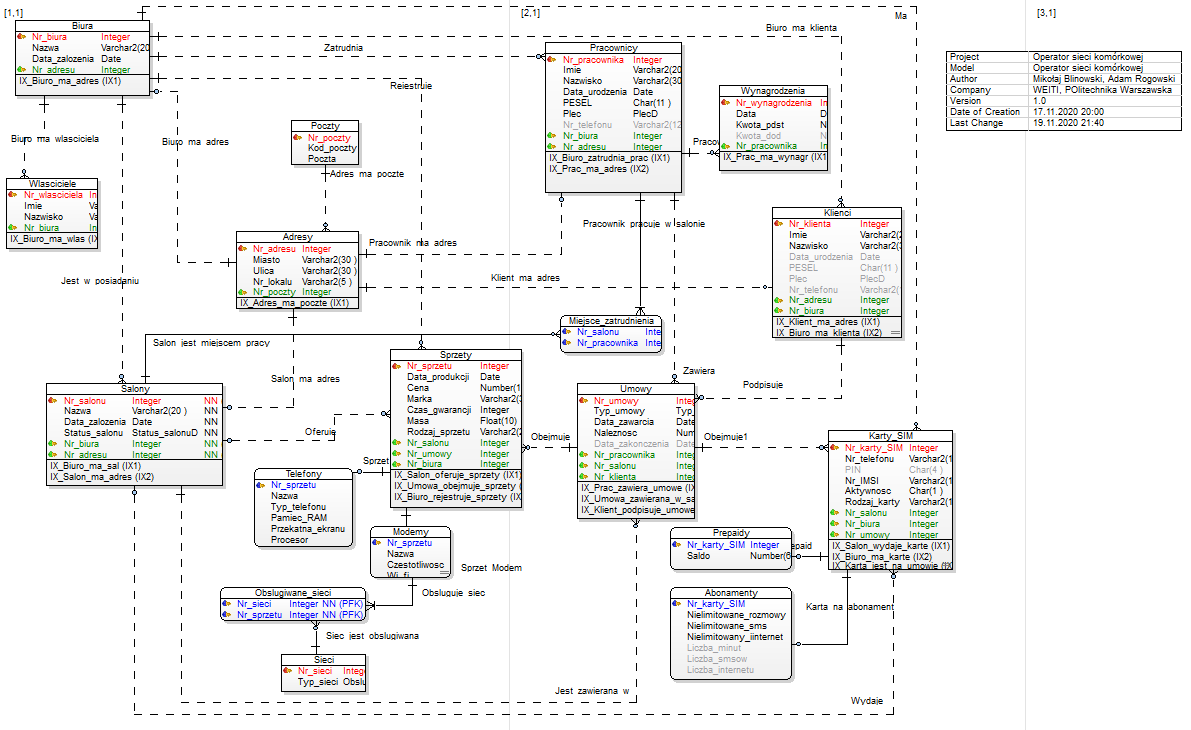 [1,1]
[2,1]
[3,1]
Ma
Biura
Nr_biura Integer
Nazwa Varchar2(20
Data_zalozenia Date
Nr_adresu Integer
IX_Biuro_ma_adres (IX1)
Zatrudnia
Biuro ma klienta
Rejestruje
Biuro ma wlasciciela
Biuro ma adres
Pracownicy
Nr_pracownika Integer
Imie Varchar2(20
Nazwisko Varchar2(30
Data_urodzenia Date
PESEL Char(11 )
Plec PlecD
Nr_telefonu Varchar2(12
Nr_biura Integer
Nr_adresu Integer
IX_Biuro_zatrudnia_prac (IX1)
IX_Prac_ma_adres (IX2)
Wynagrodzenia
Nr_wynagrodzenia In
Data D
Kwota_pdst N
Kwota_dod N
Nr_pracownika In
IX_Prac_ma_wynagr (IX1
Praco
Project Operator sieci komórkowej
Model Operator sieci komórkowej
Author Mikołaj Blinowski, Adam Rogowski
Company WEITI, POlitechnika Warszawska
Version 1.0
Date of Creation 17.11.2020 20:00
Last Change 19.11.2020 21:40
Poczty
Nr_poczty
Kod_poczty
Poczta
Adres ma poczte
Wlasciciele
Nr_wlasciciela In
Imie Va
Nazwisko Va
Nr_biura In
IX_Biuro_ma_wlas (IX
Adresy
Nr_adresu Integer
Miasto Varchar2(30 )
Ulica Varchar2(30 )
Nr_lokalu Varchar2(5 )
Nr_poczty Integer
IX_Adres_ma_poczte (IX1)
Pracownik ma adres
Pracownik pracuje w salonie
Klient ma adres
Klienci
Nr_klienta Integer
Imie Varchar2(2
Nazwisko Varchar2(3
Data_urodzenia Date
PESEL Char(11 )
Plec PlecD
Nr_telefonu Varchar2(
Nr_adresu Integer
Nr_biura Integer
IX_Klient_ma_adres (IX1)
IX_Biuro_ma_klienta (IX2)
Jest w posiadaniu
Miejsce_zatrudnienia
Nr_salonu Inte
Nr_pracownika Inte
Salon jest miejscem pracy
Salon ma adres
Zawiera
Podpisuje
Salony
Nr_salonu Integer NN
Nazwa Varchar2(20 ) NN
Data_zalozenia Date NN
Status_salonu Status_salonuD NN
Nr_biura Integer NN
Nr_adresu Integer NN
IX_Biuro_ma_sal (IX1)
IX_Salon_ma_adres (IX2)
Oferuje
Sprzety
Nr_sprzetu Integer
Data_produkcji Date
Cena Number(1
Marka Varchar2(3
Czas_gwarancji Integer
Masa Float(10)
Rodzaj_sprzetu Varchar2(2
Nr_salonu Integer
Nr_umowy Integer
Nr_biura Integer
IX_Salon_oferuje_sprzety (IX1)
IX_Umowa_obejmuje_sprzety (
IX_Biuro_rejestruje_sprzety (IX
Obejmuje
Umowy
Nr_umowy Integ
Typ_umowy Typ_
Data_zawarcia Date
Naleznosc Num
Data_zakonczenia Date
Nr_pracownika Integ
Nr_salonu Integ
Nr_klienta Integ
IX_Prac_zawiera_umowe (IX
IX_Umowa_zawierana_w_sa
IX_Klient_podpisuje_umowe
Obejmuje1
Karty_SIM
Nr_karty_SIM Integer
Nr_telefonu Varchar2(1
PIN Char(4 )
Nr_IMSI Varchar2(1
Aktywnosc Char(1 )
Rodzaj_karty Varchar2(1
Nr_salonu Integer
Nr_biura Integer
Nr_umowy Integer
IX_Salon_wydaje_karte (IX1)
IX_Biuro_ma_karte (IX2)
IX_Karta_jest_na_umowie (IX
Sprzet
Telefony
Nr_sprzetu
Nazwa
Typ_telefonu
Pamiec_RAM
Przekatna_ekranu
Procesor
Modemy
Nr_sprzetu
Nazwa
Czestotliwosc
Wi_fi
Sprzet Modem
Prepaidy
Nr_karty_SIM Integer
Saldo Number(6
epaid
Obsluguje siec
Obslugiwane_sieci
Nr_sieci Integer NN (PFK)
Nr_sprzetu Integer NN (PFK)
Siec jest obslugiwana
Sieci
Nr_sieci Integ
Typ_sieci Obslu
Abonamenty
Nr_karty_SIM
Nielimitowane_rozmowy
Nielimitowane_sms
Nielimitowany_iinternet
Liczba_minut
Liczba_smsow
Liczba_internetu
Karta na abonament
Jest zawierana w
Wydaje